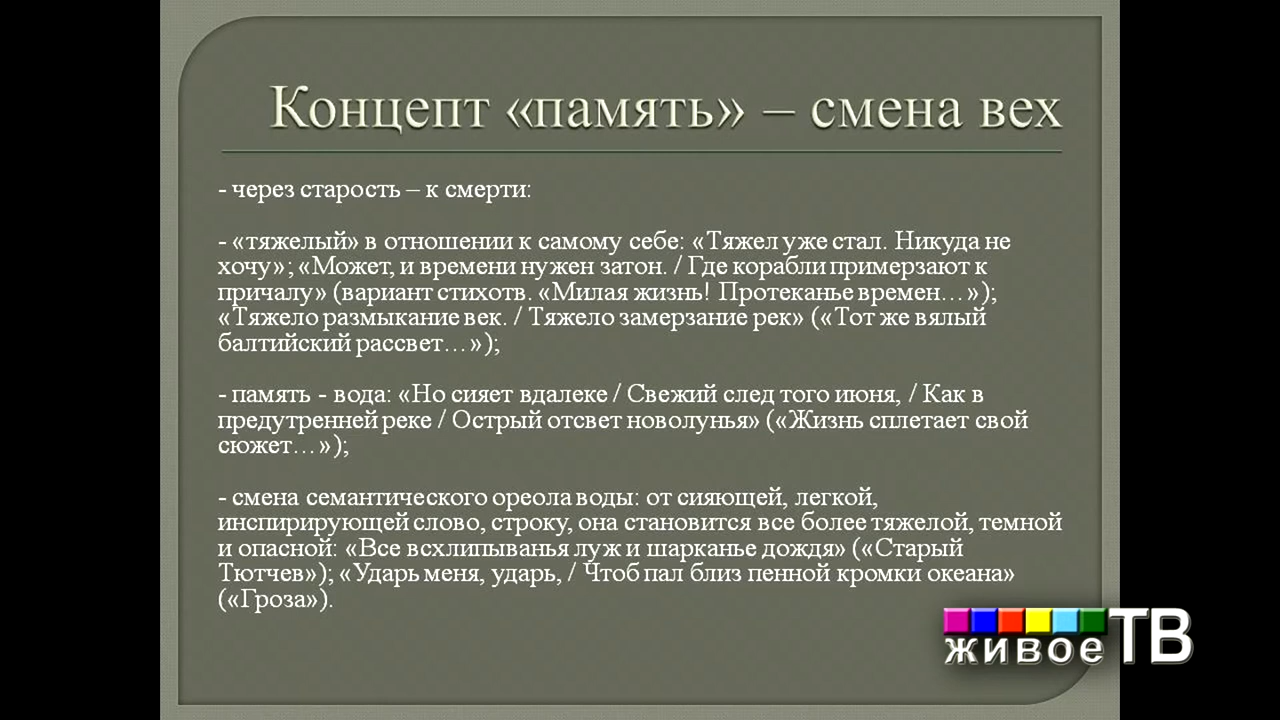 Концепт «память» – смена вех
- через старость – к смерти:
- «тяжелый» в отношении к самому себе: «Тяжел уже стал. Никуда не
хочу»; «Может, и времени нужен затон. / Где корабли примерзают к
причалу» (вариант стихотв. «Милая жизнь! Протеканье времен…»);
«Тяжело размыкание век. / Тяжело замерзание рек» («Тот же вялый
балтийский рассвет…»);
- память - вода: «Но сияет вдалеке / Свежий след того июня, / Как в
предутренней реке / Острый отсвет новолунья» («Жизнь сплетает свой
сюжет…»);
- смена семантического ореола воды: от сияющей, легкой,
инспирирующей слово, строку, она становится все более тяжелой, темной
и опасной: «Все всхлипыванья луж и шарканье дождя» («Старый
Тютчев»); «Ударь меня, ударь, / Чтоб пал близ пенной кромки океана»
(«Гроза»).
живое ТВ